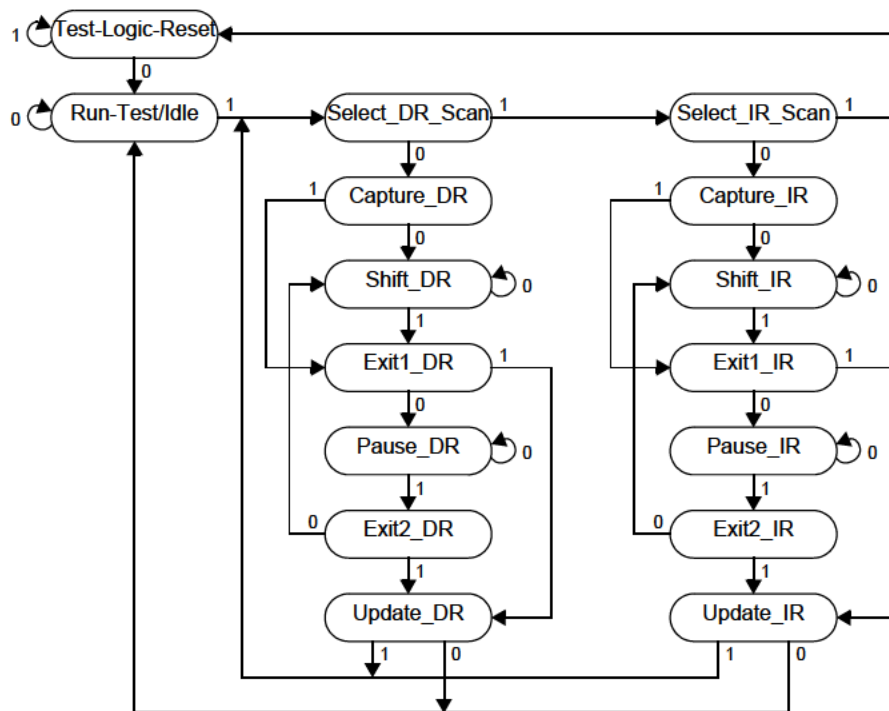 Test-Logic-Reset
1
0
Run-Test/Idle
0
1
Select_DR_Scan
1
Select_IR_Scan
1
0
0
Capture_DR
1
Capture_IR
1
0
0
Shift_DR
0
Shift_IR
0
1
1
Exit1_DR
1
Exit1_IR
1
0
0
Pause_DR
0
Pause_IR
0
1
1
Exit2_DR
0
Exit2_IR
0
1
1
Update_DR
Update_IR
1
0
1
0